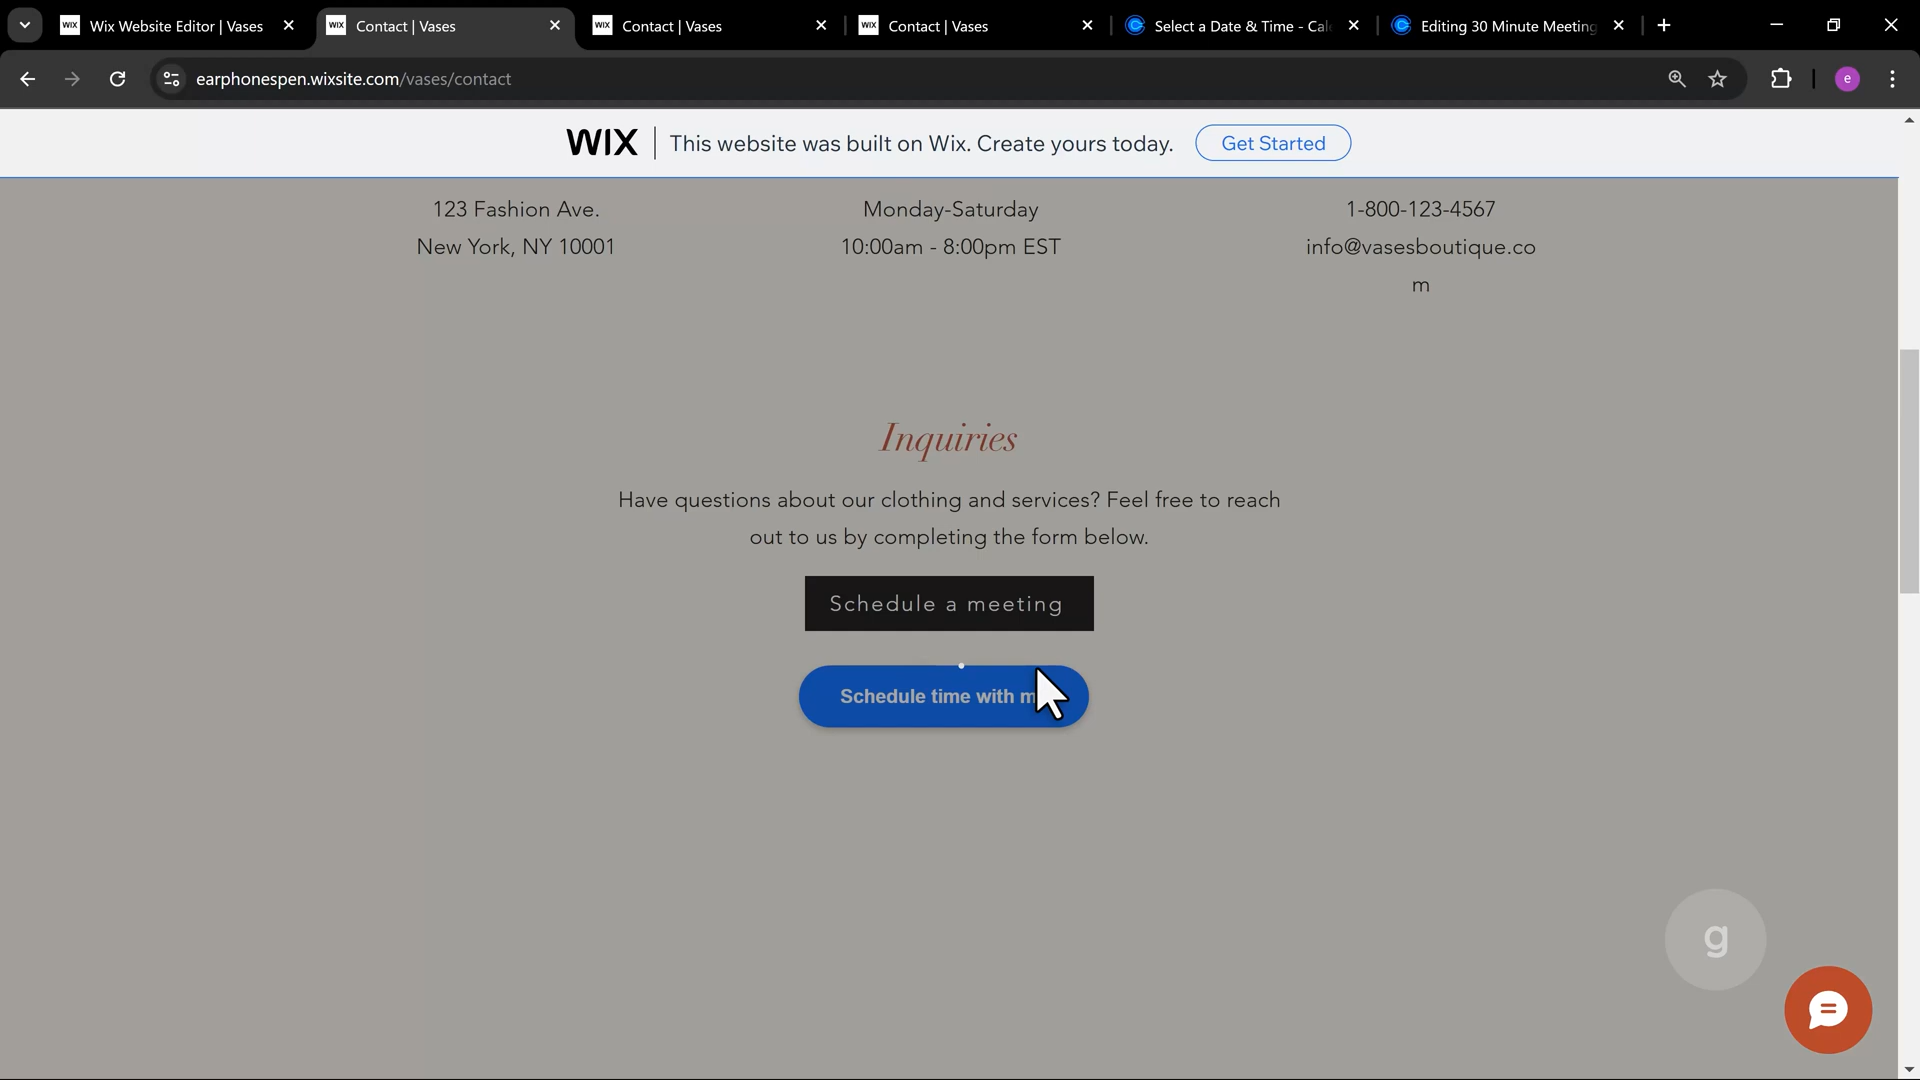 Wix Website Editor | Vases
Contact | Vases
Contact | Vases
Contact | Vases
Select a Date & Time - Cal
Editing 30 Minute Meeting
earphonespen.wixsite.com/vases/contact
e
WIX
This website was built on Wix. Create yours today.
Get Started
123 Fashion Ave.
New York, NY 10001
Monday-Saturday
10:00am - 8:00pm EST
1-800-123-4567
info@vasesboutique.co
m
Inquiries
Have questions about our clothing and services? Feel free to reach
out to us by completing the form below.
Schedule a meeting
Schedule time with m
g